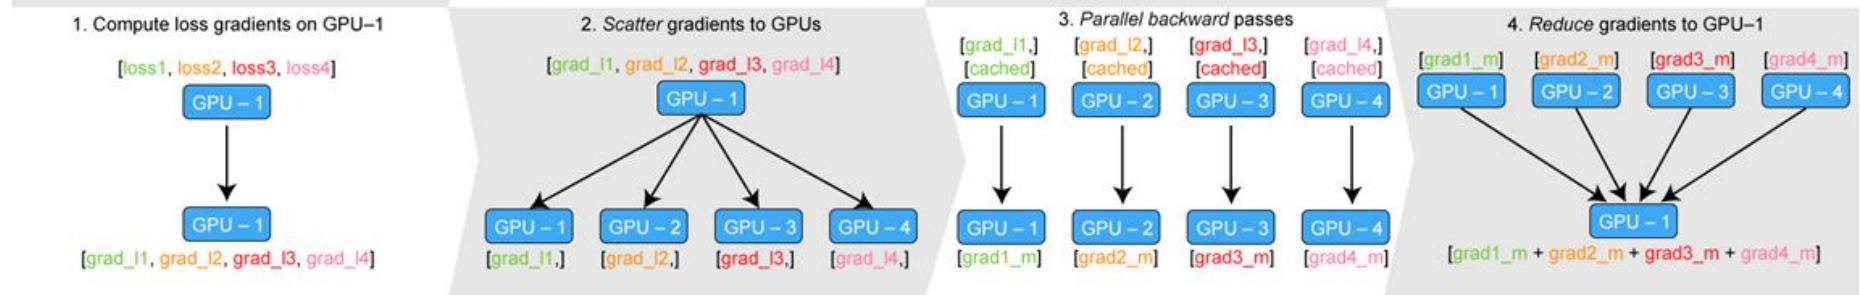 1. Compute loss gradients on GPU–1
[loss1, loss2, loss3, loss4]
GPU – 1
GPU – 1
[grad_l1, grad_l2, grad_l3, grad_l4]
2. Scatter gradients to GPUs
[grad_l1, grad_l2, grad_l3, grad_l4]
GPU – 1
GPU – 1 GPU – 2 GPU – 3 GPU – 4
[grad_l1,] [grad_l2,] [grad_l3,] [grad_l4,]
3. Parallel backward passes
[grad_l1,] [grad_l2,] [grad_l3,] [grad_l4,]
[cached] [cached] [cached] [cached]
GPU – 1 GPU – 2 GPU – 3 GPU – 4
GPU – 1 GPU – 2 GPU – 3 GPU – 4
[grad1_m] [grad2_m] [grad3_m] [grad4_m]
4. Reduce gradients to GPU–1
[grad1_m] [grad2_m] [grad3_m] [grad4_m]
GPU – 1 GPU – 2 GPU – 3 GPU – 4
GPU – 1
[grad1_m + grad2_m + grad3_m + grad4_m]